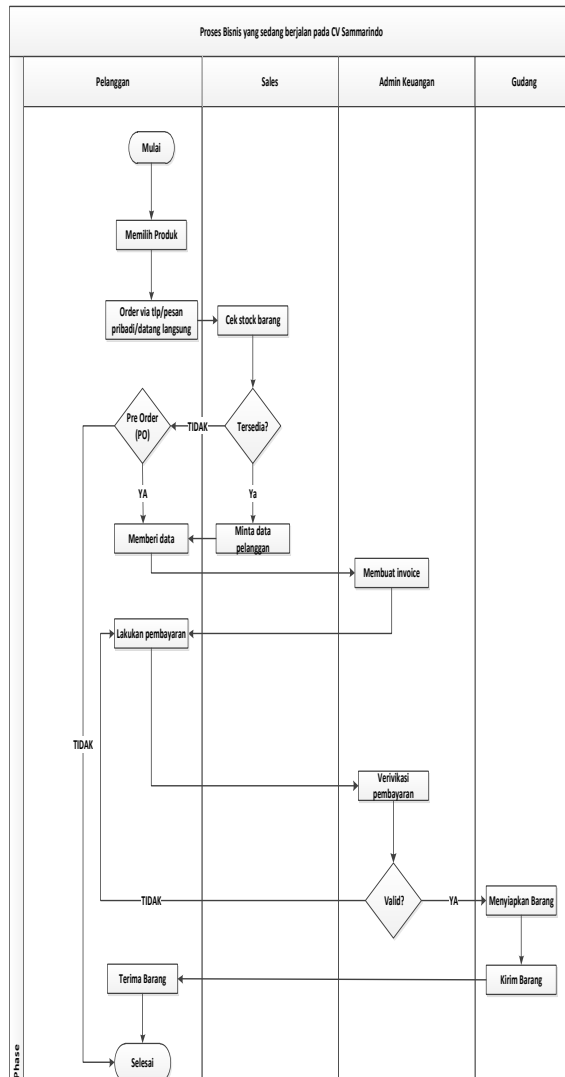 Proses Bisnis yang sedang berjalan pada CV Sammarindo
Pelanggan
Sales
Admin Keuangan
Gudang
Mulai
Memilih Produk
Order via tlp/pesan
pribadi/datang langsung
Cek stock barang
Pre Order
(PO)
TIDAK
Tersedia?
YA
Ya
Memberi data
Minta data
pelanggan
Membuat invoice
Lakukan pembayaran
TIDAK
Verivikasi
pembayaran
TIDAK
Valid?
YA
Menyiapkan Barang
Terima Barang
Kirim Barang
Selesai
Phase